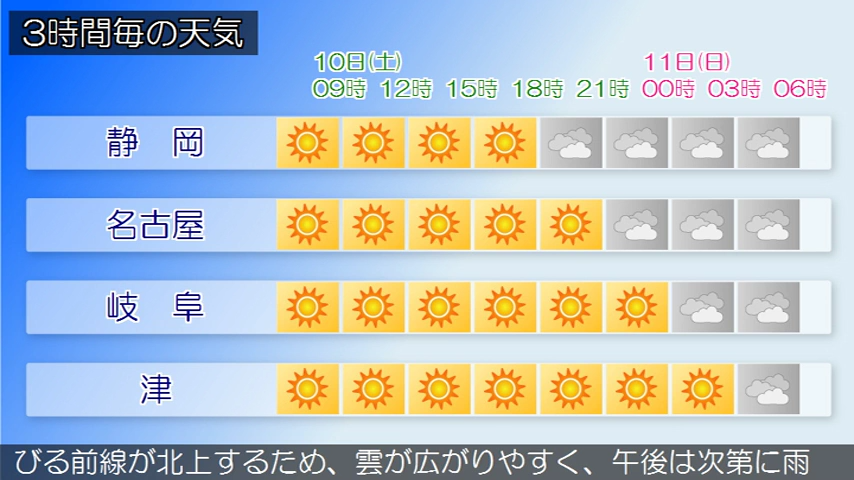 3時間毎の天気
10日(土) 11日(日)
09時 12時 15時 18時 21時 00時 03時 06時
静 岡
名古屋
岐 阜
津
びる前線が北上するため、雲が広がりやすく、午後は次第に雨